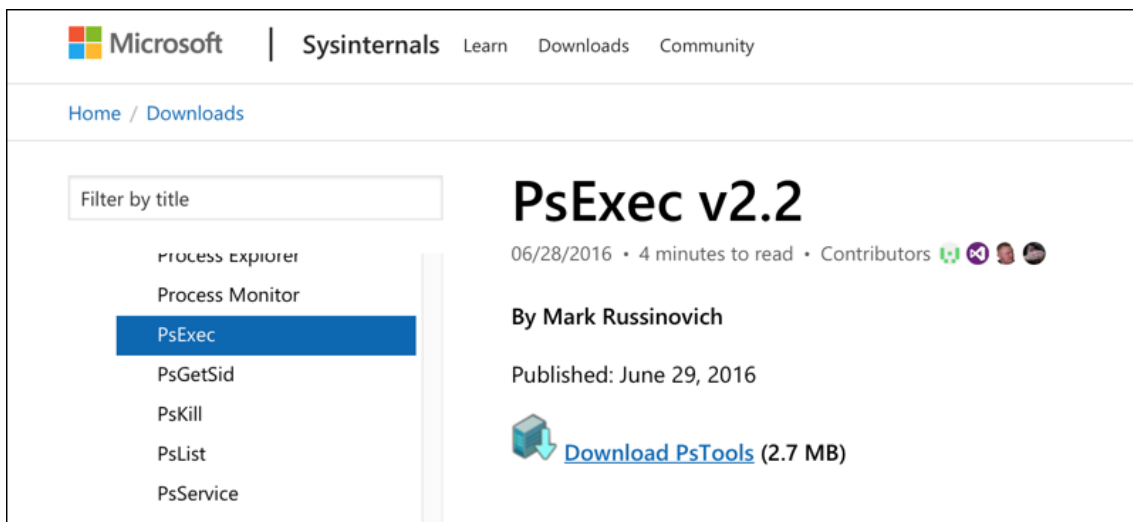 Microsoft | Sysinternals Learn Downloads Community
Home / Downloads
Filter by title
Process Explorer
Process Monitor
PsExec
PsGetSid
PsKill
PsList
PsService
PsExec v2.2
06/28/2016 • 4 minutes to read • Contributors
By Mark Russinovich
Published: June 29, 2016
Download PsTools (2.7 MB)